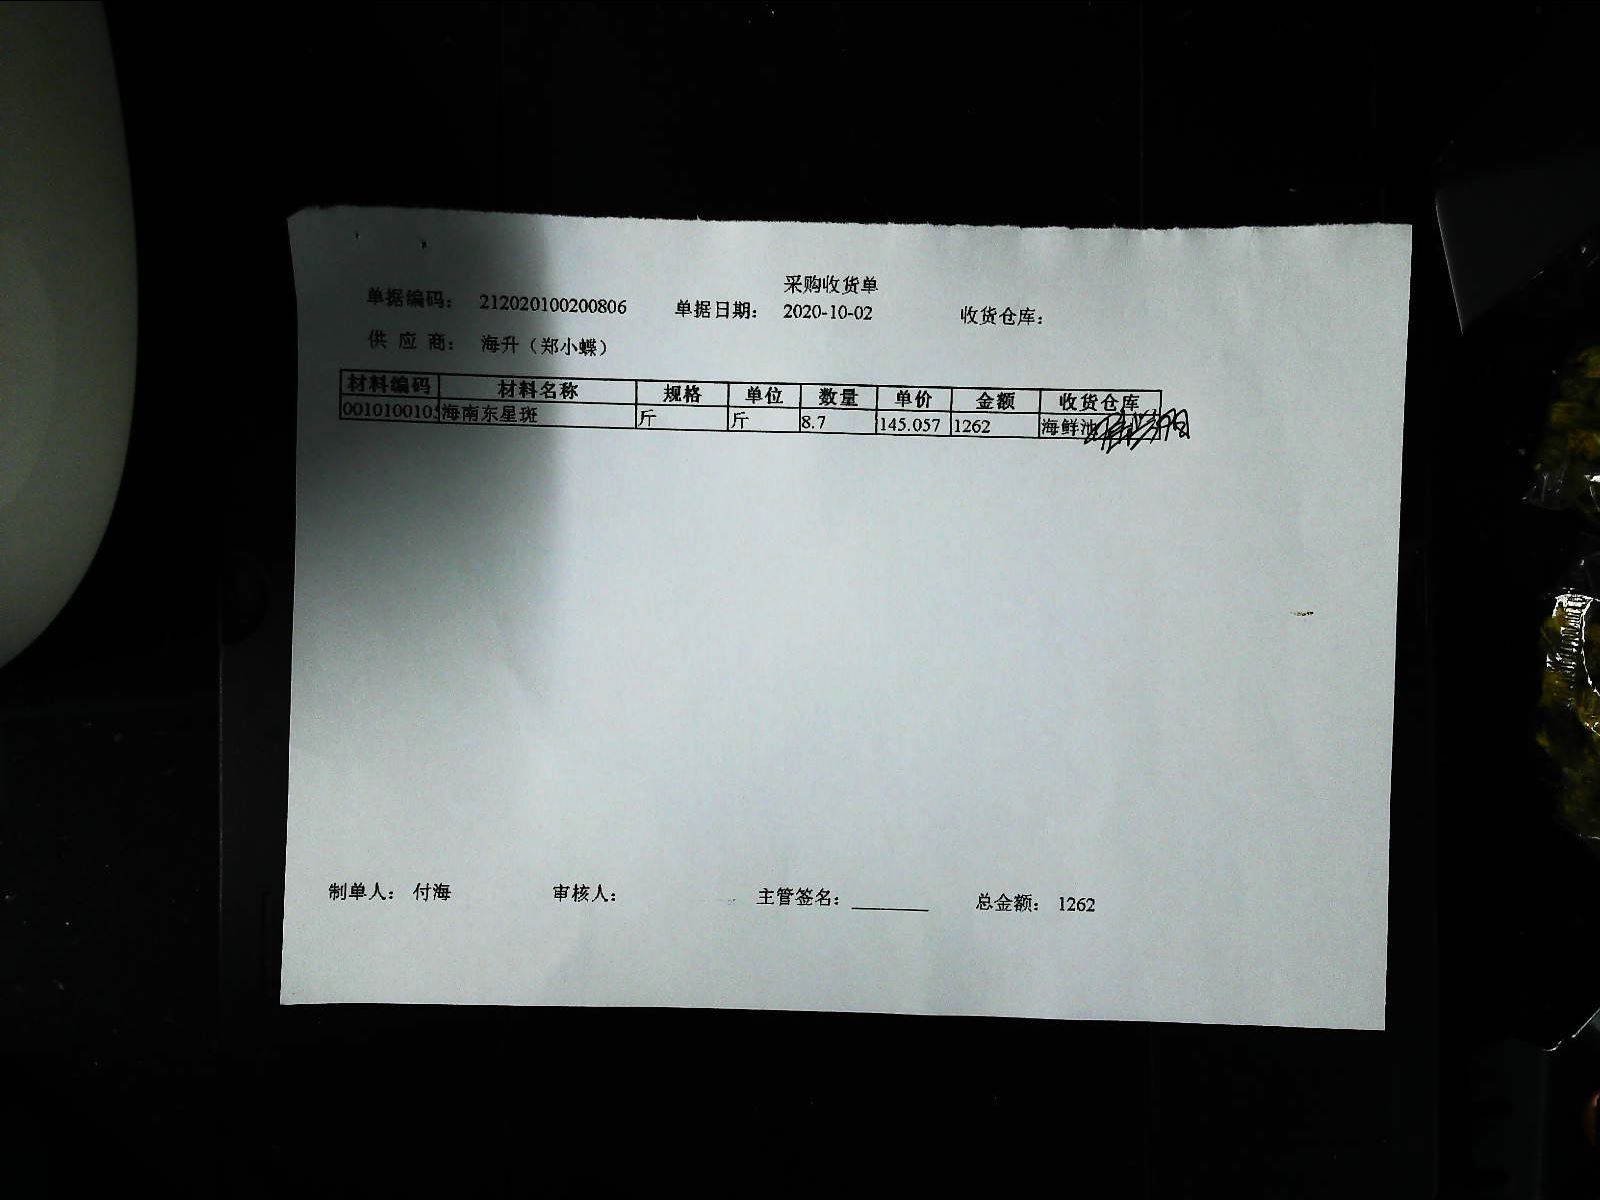 采购收货单
单据编码： 212020100200806 单据日期： 2020-10-02 收货仓库：
供 应 商： 海升（郑小蝶）
材料编码 材料名称 规格 单位 数量 单价 金额 收货仓库
0010100105 海南东星斑 斤 斤 8.7 145.057 1262 海鲜池
制单人： 付海 审核人： 主管签名： 总金额： 1262